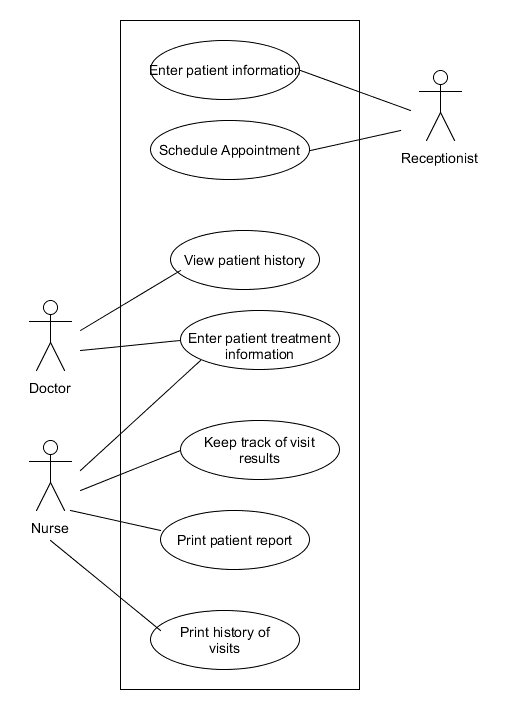 Enter patient information
Schedule Appointment
Receptionist
View patient history
Enter patient treatment
information
Doctor
Keep track of visit
results
Nurse
Print patient report
Print history of
visits